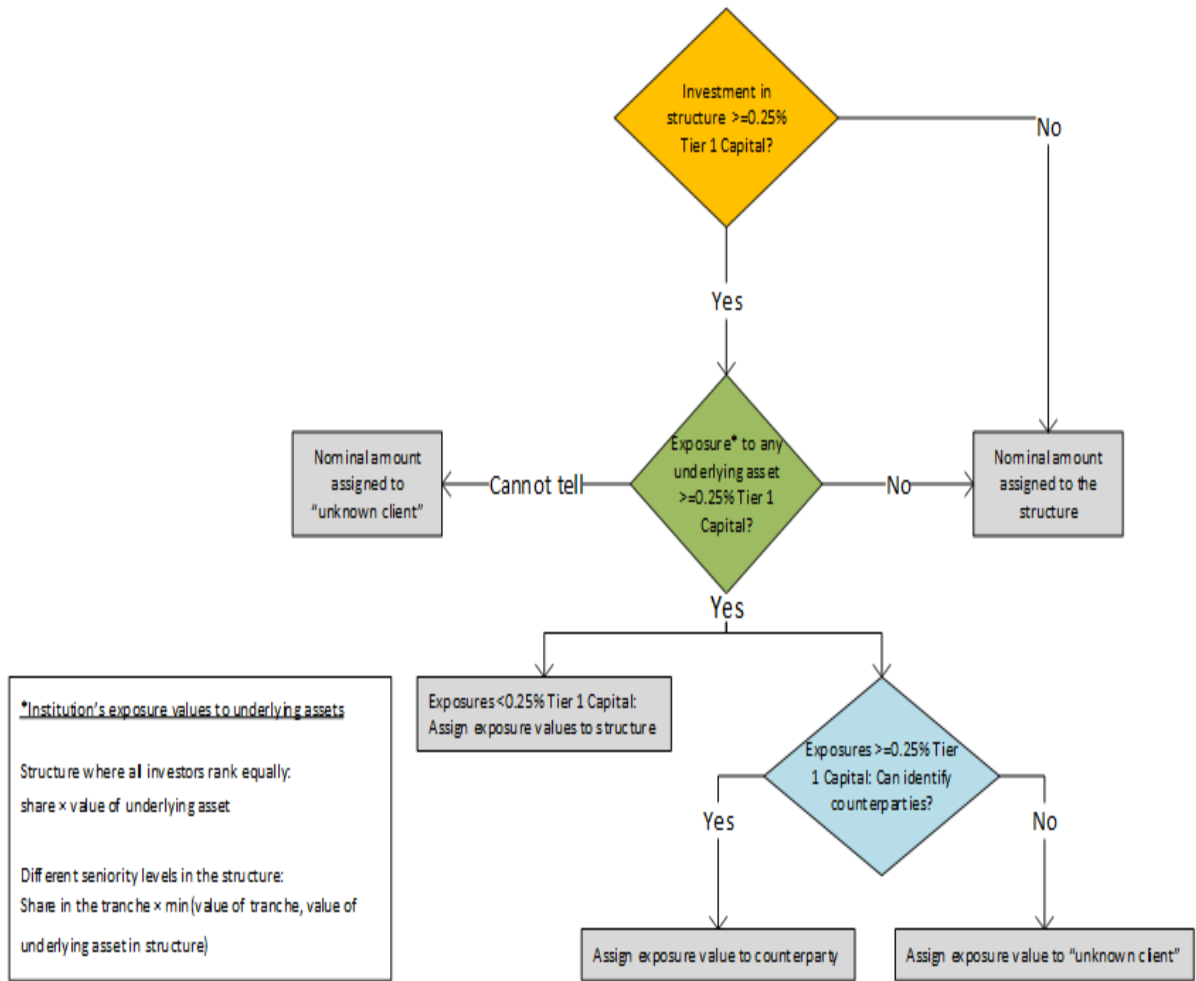 Investment in
structure >=0.25%
Tier 1 Capital?
No
Yes
Nominal amount
assigned to
“unknown client”
Cannot tell
Exposure* to any
underlying asset
>=0.25% Tier 1
Capital?
No
Nominal amount
assigned to the
structure
Yes
Exposures <0.25% Tier 1 Capital:
Assign exposure values to structure
Exposures >=0.25% Tier
1 Capital: Can identify
counterparties?
Yes
No
Assign exposure value to counterparty
Assign exposure value to “unknown client”
*Institution’s exposure values to underlying assets
Structure where all investors rank equally:
share × value of underlying asset
Different seniority levels in the structure:
Share in the tranche × min(value of tranche, value of
underlying asset in structure)